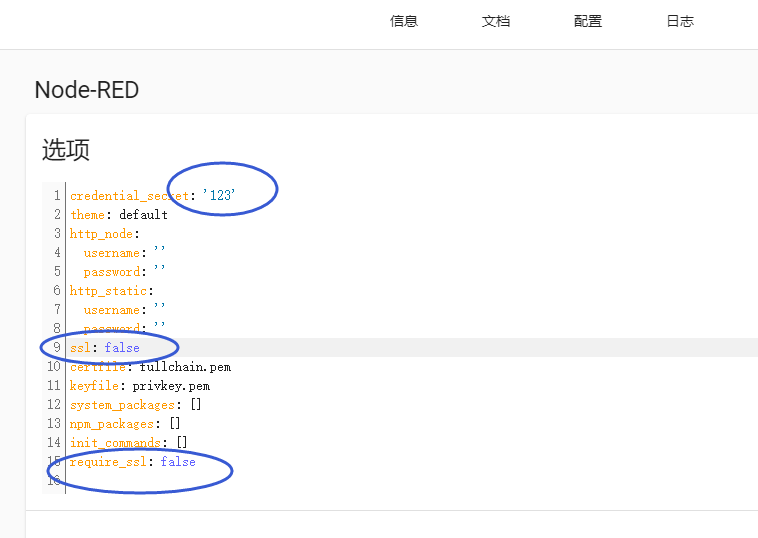 信息 文档 配置 日志
Node-RED
选项
1 credential_secret: '123'
2 theme: default
3 http_node:
4 username: ''
5 password: ''
6 http_static:
7 username: ''
8 password: ''
9 ssl: false
10 certfile: fullchain.pem
11 keyfile: privkey.pem
12 system_packages: []
13 npm_packages: []
14 init_commands: []
15 require_ssl: false
16